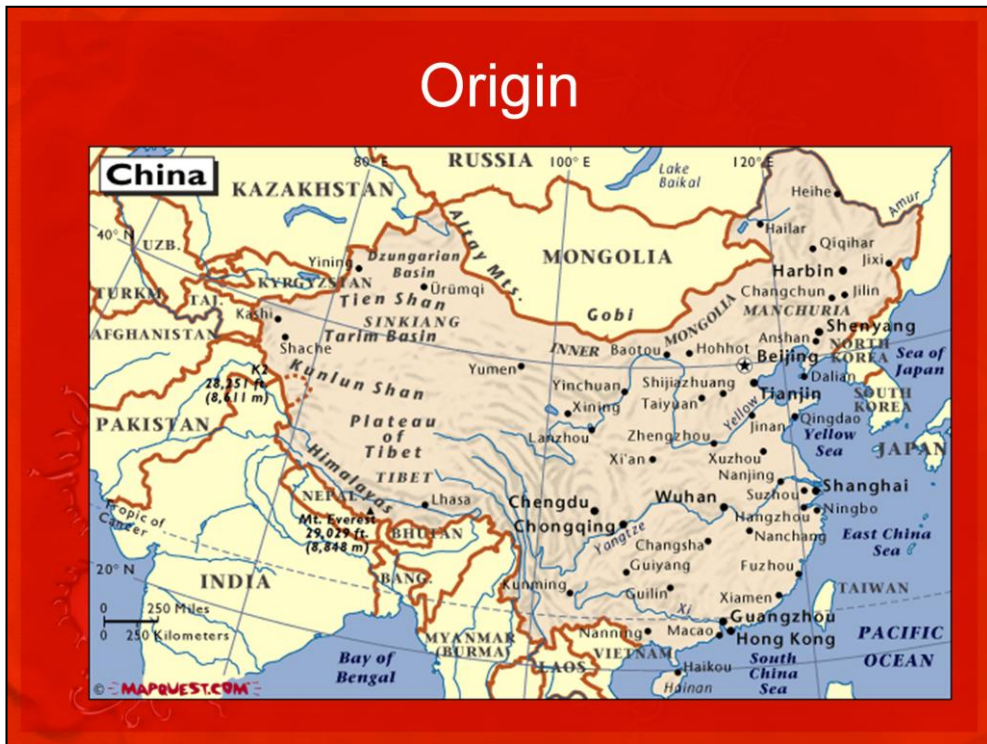 Origin
China
80° E
RUSSIA
100° E
120° E
Lake
Baikal
KAZAKHSTAN
Heihe
Amur
40° N
UZB.
Altay Mts.
Hailar
Qiqihar
Jixi
Yining
Dzungarian
Basin
MONGOLIA
Harbin
TURKM.
TAJ.
KYRGYZSTAN
Ürümqi
Changchun
Jilin
Kashi
Tien Shan
Gobi
MANCHURIA
AFGHANISTAN
SINKIANG
Tarim Basin
INNER MONGOLIA
Anshan
Shenyang
Shache
Baotou
Hohhot
Beijing
NORTH
KOREA
Sea of
Japan
K2
28,251 ft.
(8,611 m)
Kunlun Shan
Yumen
Yinchuan
Shijiazhuang
Tianjin
Dalian
SOUTH
KOREA
Xining
Taiyuan
Yellow
Jinan
Qingdao
PAKISTAN
Plateau
of
Tibet
Lanzhou
Zhengzhou
Yellow
Sea
JAPAN
Himalayas
TIBET
Xi'an
Xuzhou
Nanjing
NEPAL
Lhasa
Chengdu
Wuhan
Suzhou
Shanghai
Tropic of
Cancer
Mt. Everest
29,029 ft.
(8,848 m)
BHUTAN
Chongqing
Yangtze
Hangzhou
Ningbo
Changsha
Nanchang
East China
Sea
20° N
INDIA
BANG.
Guiyang
Fuzhou
Kunming
Guilin
Xiamen
TAIWAN
0 250 Miles
0 250 Kilometers
MYANMAR
(BURMA)
Xi
Guangzhou
Nanning
Macao
Hong Kong
PACIFIC
OCEAN
Bay of
Bengal
LAOS
VIETNAM
Haikou
Hainan
South
China
Sea
© MAPQUEST.COM